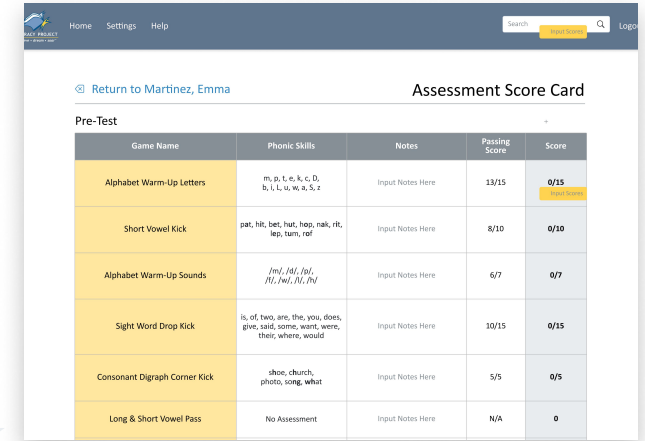 RACY PROJECT
Home Settings Help
Search
Input Scores
Logou
Return to Martinez, Emma
Assessment Score Card
Pre-Test
+
Game Name Phonic Skills Notes Passing Score Score
Alphabet Warm-Up Letters
m, p, t, e, k, c, D,
b, i, L, u, w, a, S, z
Input Notes Here
13/15
0/15
Input Scores
Short Vowel Kick
pat, hit, bet, hut, hop, nak, rit,
lep, tum, rof
Input Notes Here
8/10
0/10
Alphabet Warm-Up Sounds
/m/, /d/, /p/,
/f/, /w/, /l/, /h/
Input Notes Here
6/7
0/7
Sight Word Drop Kick
is, of, two, are, the, you, does,
give, said, some, want, were,
their, where, would
Input Notes Here
10/15
0/15
Consonant Digraph Corner Kick
shoe, church,
photo, song, what
Input Notes Here
5/5
0/5
Long & Short Vowel Pass
No Assessment
Input Notes Here
N/A
0